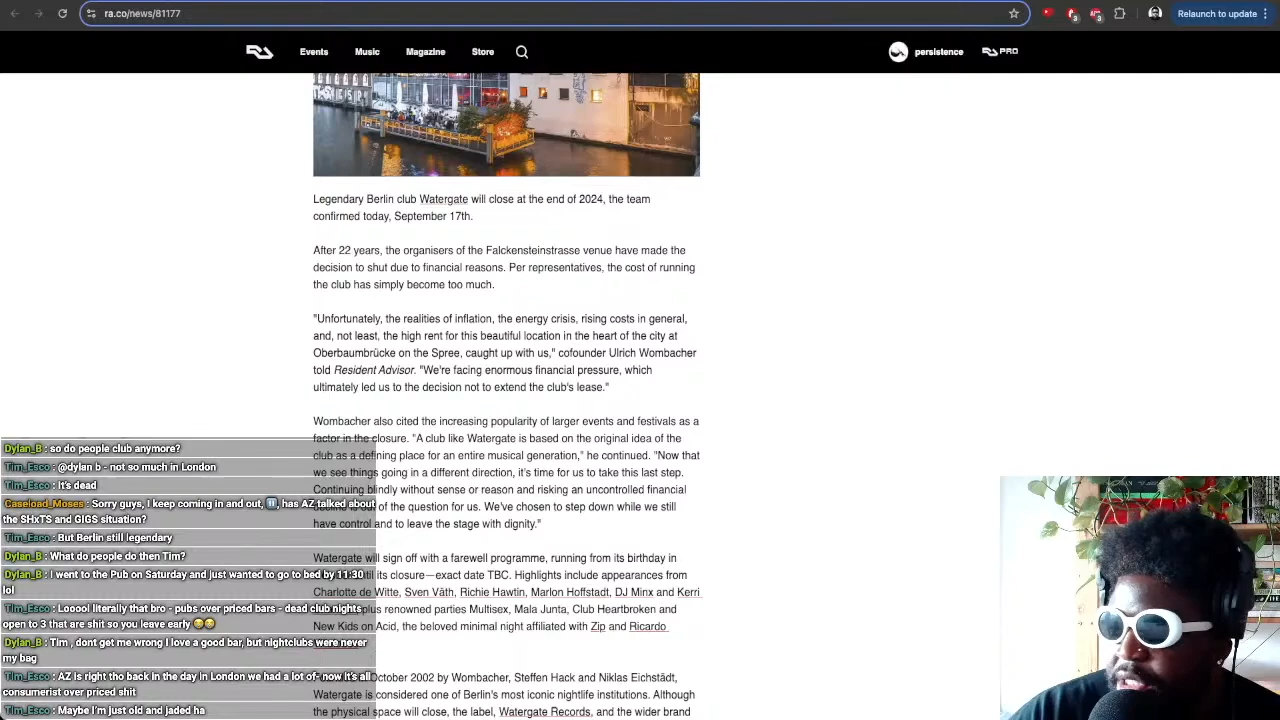 ra.co/news/81177
3
3
Relaunch to update
Events
Music
Magazine
Store
persistence
PRO
Legendary Berlin club Watergate will close at the end of 2024, the team
confirmed today, September 17th.
After 22 years, the organisers of the Falckensteinstrasse venue have made the
decision to shut due to financial reasons. Per representatives, the cost of running
the club has simply become too much.
"Unfortunately, the realities of inflation, the energy crisis, rising costs in general,
and, not least, the high rent for this beautiful location in the heart of the city at
Oberbaumbrücke on the Spree, caught up with us," cofounder Ulrich Wombacher
told Resident Advisor. "We're facing enormous financial pressure, which
ultimately led us to the decision not to extend the club's lease."
Wombacher also cited the increasing popularity of larger events and festivals as a
factor in the closure. "A club like Watergate is based on the original idea of the
club as a defining place for an entire musical generation," he continued. "Now that
we see things going in a different direction, it's time for us to take this last step.
Continuing blindly without sense or reason and risking an uncontrolled financial
of the question for us. We've chosen to step down while we still
have control and to leave the stage with dignity."
Watergate will sign off with a farewell programme, running from its birthday in
its closure—exact date TBC. Highlights include appearances from
Charlotte de Witte, Sven Väth, Richie Hawtin, Marlon Hoffstadt, DJ Minx and Kerri
plus renowned parties Multisex, Mala Junta, Club Heartbroken and
New Kids on Acid, the beloved minimal night affiliated with Zip and Ricardo
October 2002 by Wombacher, Steffen Hack and Niklas Eichstädt,
Watergate is considered one of Berlin's most iconic nightlife institutions. Although
the physical space will close, the label, Watergate Records, and the wider brand
Dylan_B : so do people club anymore?
Tim_Esco : @dylan b - not so much in London
Tim_Esco : It's dead
Caseload_Moses : Sorry guys, I keep coming in and out, has AZ talked about
the SHxTS and GIGS situation?
Tim_Esco : But Berlin still legendary
Dylan_B : What do people do then Tim?
Dylan_B : I went to the Pub on Saturday and just wanted to go to bed by 11:30
lol
Tim_Esco : Looool literally that bro - pubs over priced bars - dead club nights
open to 3 that are shit so you leave early 😂😂
Dylan_B : Tim , dont get me wrong I love a good bar, but nightclubs were never
my bag
Tim_Esco : AZ is right tho back in the day in London we had a lot of- now it's all
consumerist over priced shit
Tim_Esco : Maybe I'm just old and jaded ha